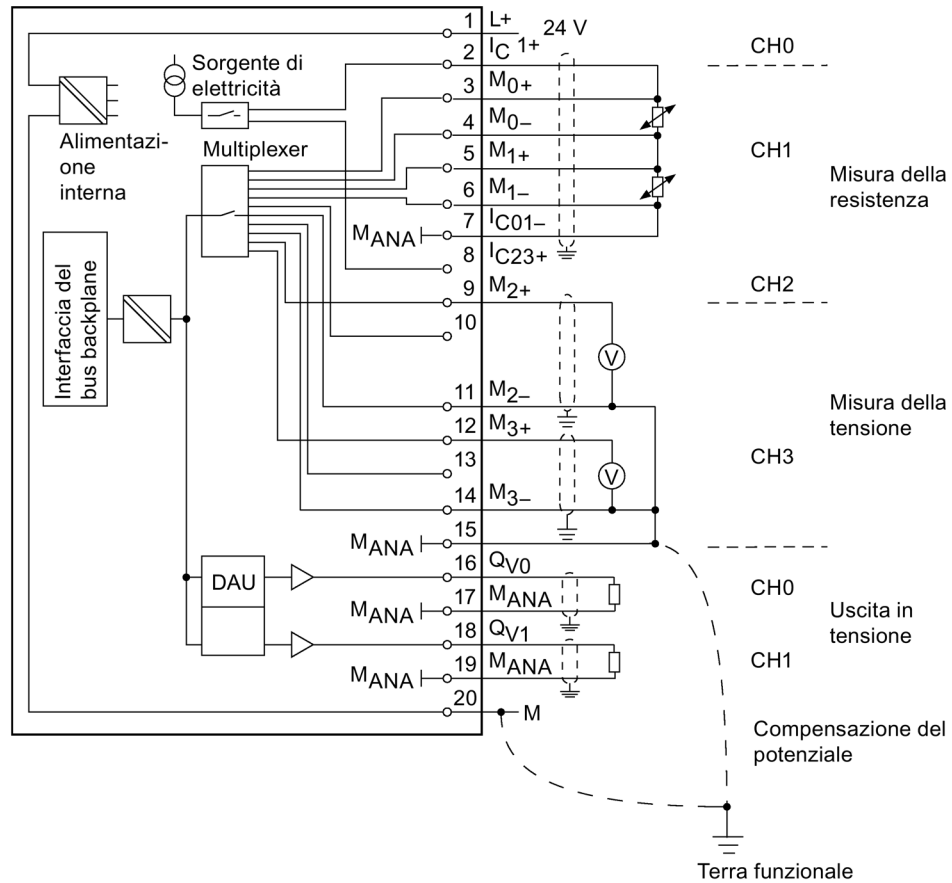 1 L+ 24 V
2 IC 1+
3 M0+
4 M0–
5 M1+
6 M1–
7 IC01–
8 IC23+
9 M2+
10
11 M2–
12 M3+
13
14 M3–
15
16 QV0
17 MANA
18 QV1
19 MANA
20 M
Sorgente di
elettricità
Alimentazi-
one
interna
Multiplexer
MANA
Interfaccia del
bus backplane
MANA
DAU
MANA
MANA
V
V
CH0
CH1
Misura della
resistenza
CH2
Misura della
tensione
CH3
CH0
Uscita in
tensione
CH1
Compensazione del
potenziale
Terra funzionale